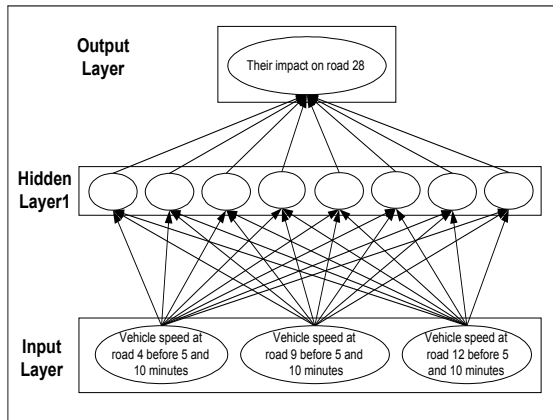 Output
Layer
Their impact on road 28
Hidden
Layer1
Input
Layer
Vehicle speed at
road 4 before 5 and
10 minutes
Vehicle speed at
road 9 before 5 and
10 minutes
Vehicle speed at
road 12 before 5
and 10 minutes